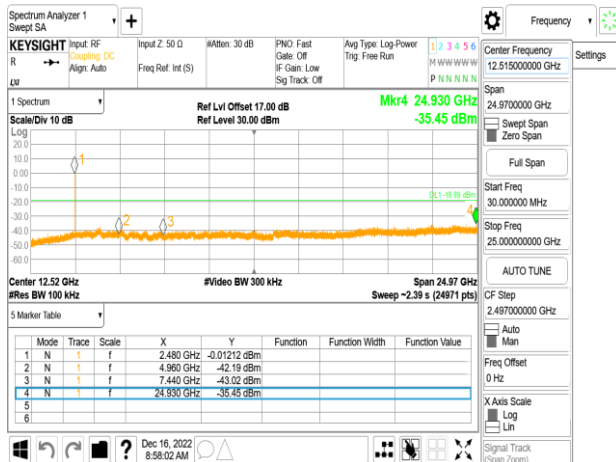 Spectrum Analyzer 1
Swept SA
Frequency
Settings
KEYSIGHT
Input: RF
Coupling: DC
Align: Auto
Input Z: 50 Ω
Freq Ref: Int (S)
#Atten: 30 dB
PNO: Fast
Gate: Off
IF Gain: Low
Sig Track: Off
Avg Type: Log-Power
Trig: Free Run
1 2 3 4 5 6
M W W W W W
P N N N N N
R
LXI
1 Spectrum
Scale/Div 10 dB
Log
Ref Lvl Offset 17.00 dB
Ref Level 30.00 dBm
Mkr4 24.930 GHz
-35.45 dBm
20.0
10.0
0.00
-10.0
-20.0
-30.0
-40.0
-50.0
-60.0
1
2
3
4
DL1 -19.89 dBm
Center 12.52 GHz
#Res BW 100 kHz
#Video BW 300 kHz
Span 24.97 GHz
Sweep ~2.39 s (24971 pts)
5 Marker Table
Mode Trace Scale X Y Function Function Width Function Value
1 N 1 f 2.480 GHz -0.01212 dBm
2 N 1 f 4.960 GHz -42.19 dBm
3 N 1 f 7.440 GHz -43.02 dBm
4 N 1 f 24.930 GHz -35.45 dBm
5
6
Dec 16, 2022
8:58:02 AM
?
Center Frequency
12.515000000 GHz
Span
24.9700000 GHz
Swept Span
Zero Span
Full Span
Start Freq
30.000000 MHz
Stop Freq
25.000000000 GHz
AUTO TUNE
CF Step
2.497000000 GHz
Auto
Man
Freq Offset
0 Hz
X Axis Scale
Log
Lin
Signal Track
(Span Zoom)